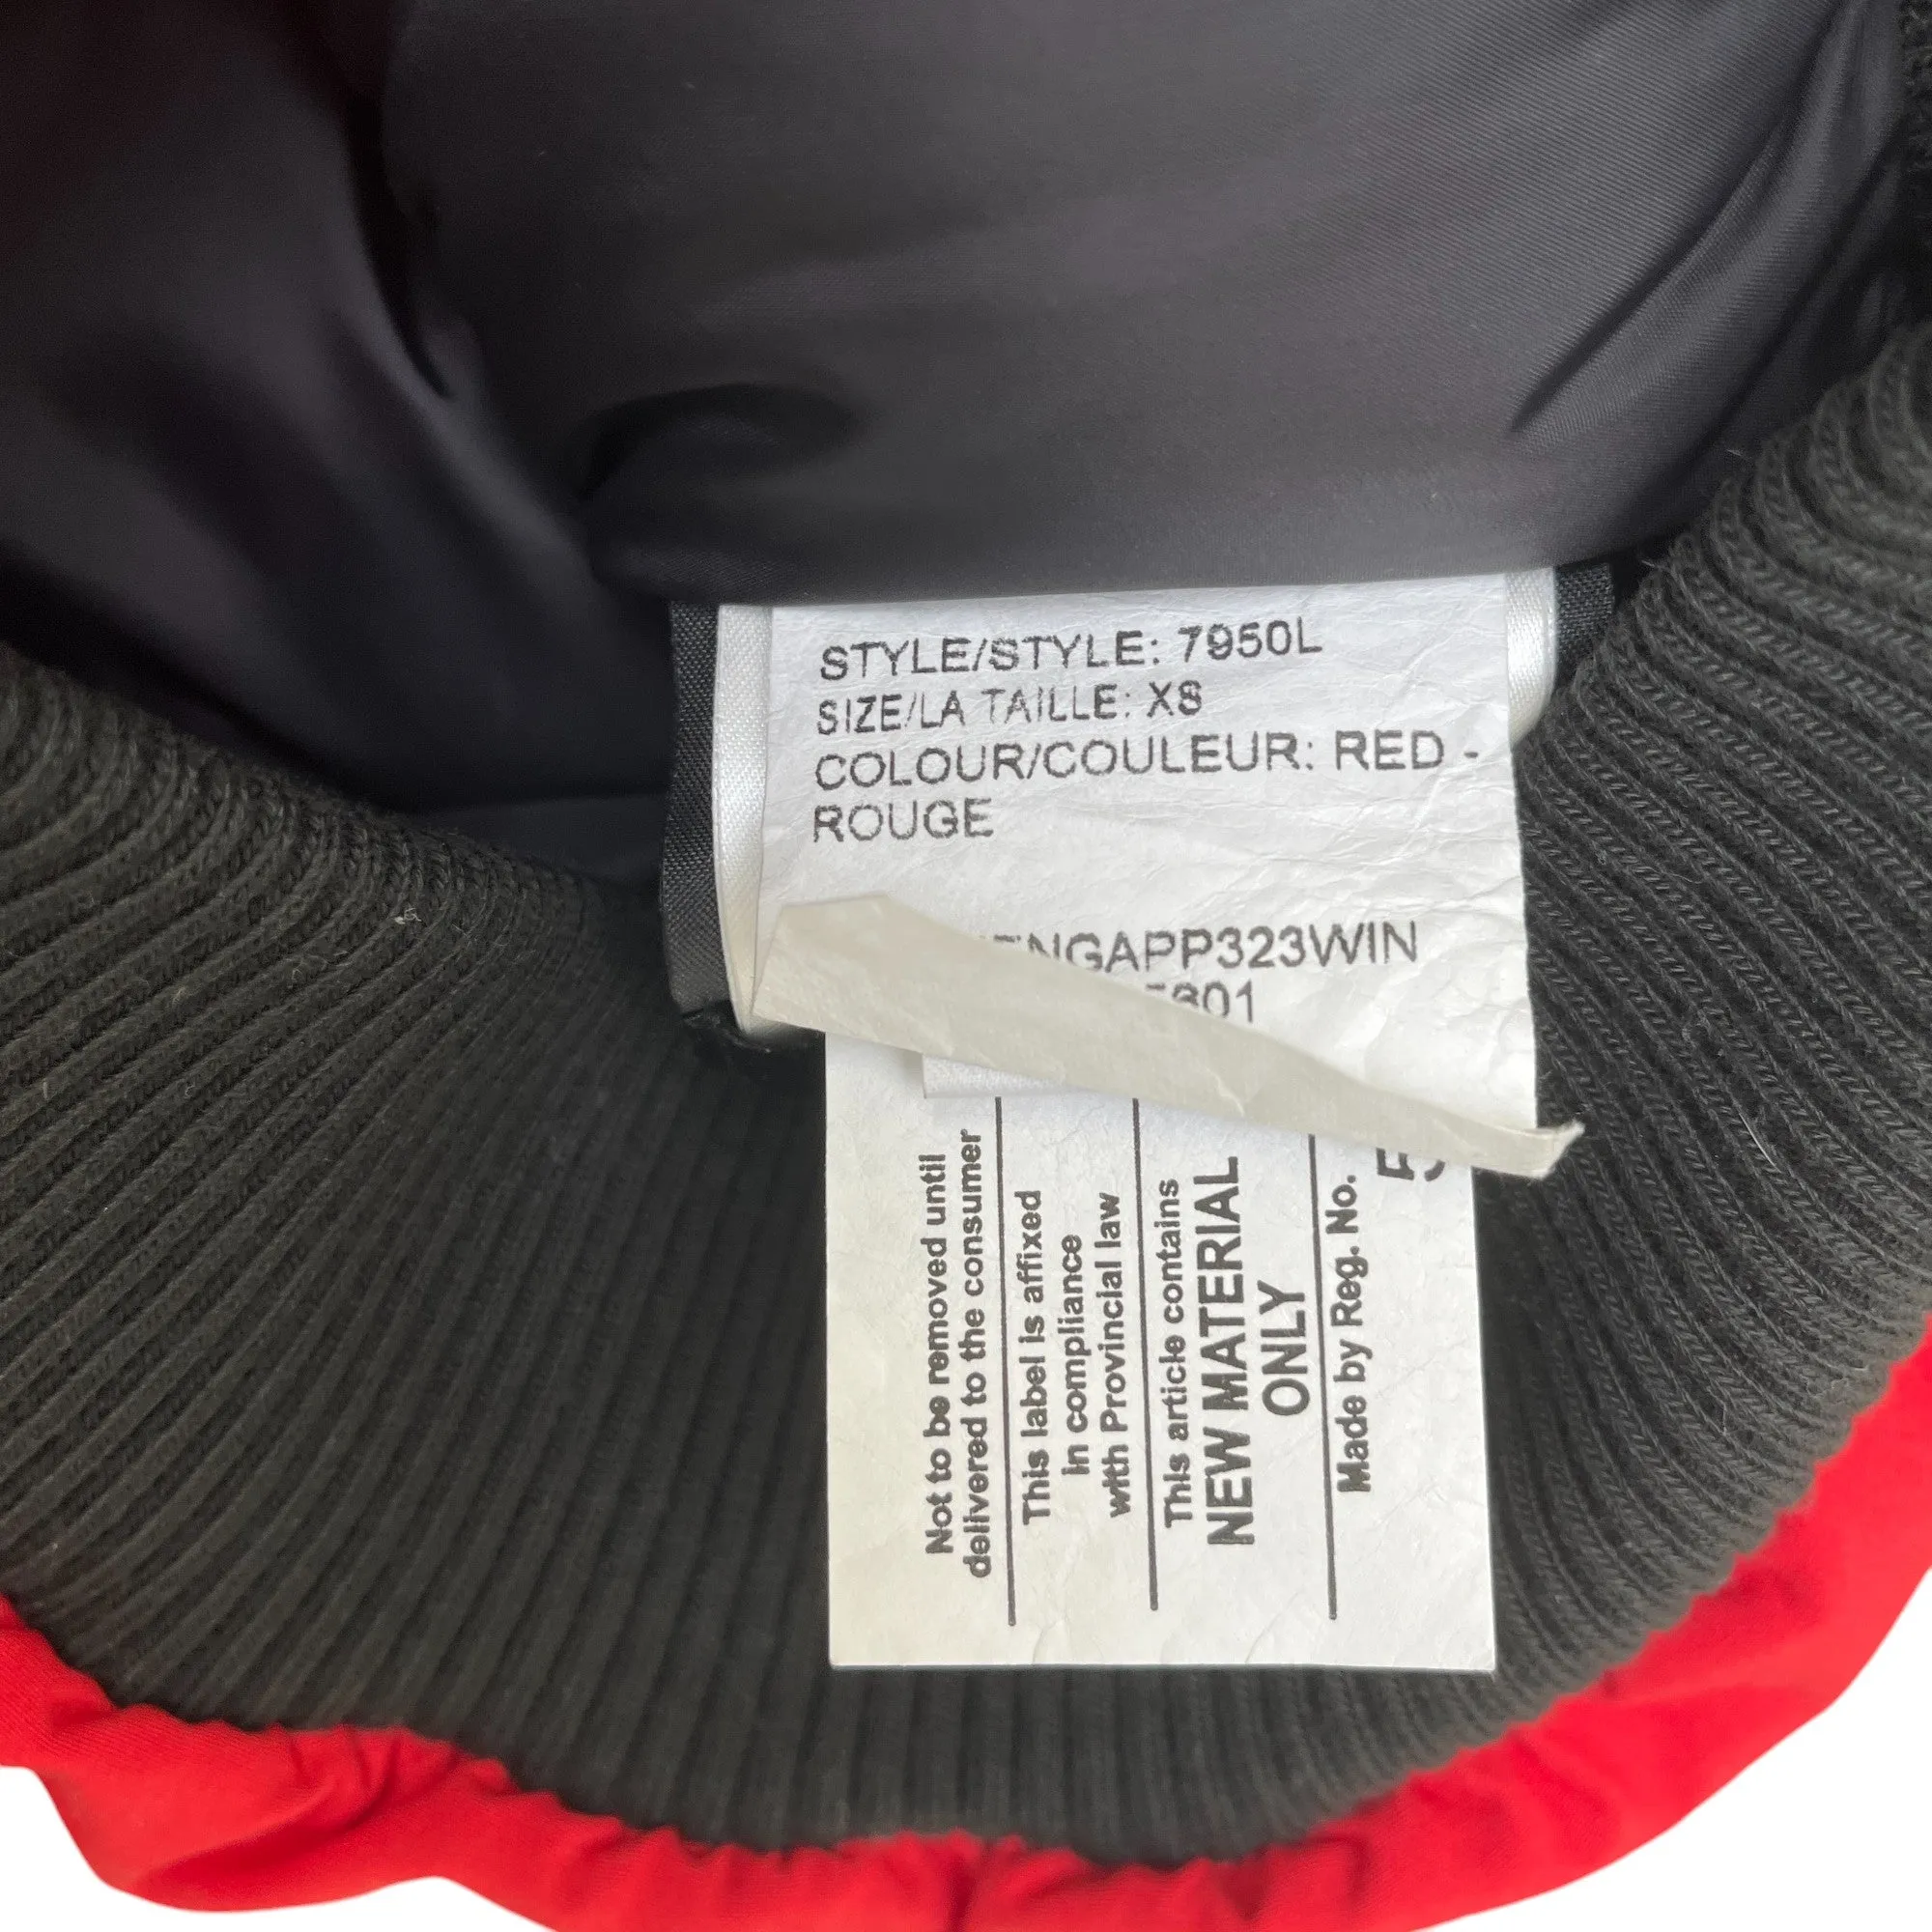 STYLE/STYLE: 7950L
SIZE/LA TAILLE: XS
COLOUR/COULEUR: RED -
ROUGE
NGAPP323WIN
301
Not to be removed until
delivered to the consumer
This label is affixed
in compliance
with Provincial law
This article contains
NEW MATERIAL
ONLY
Made by Reg. No.